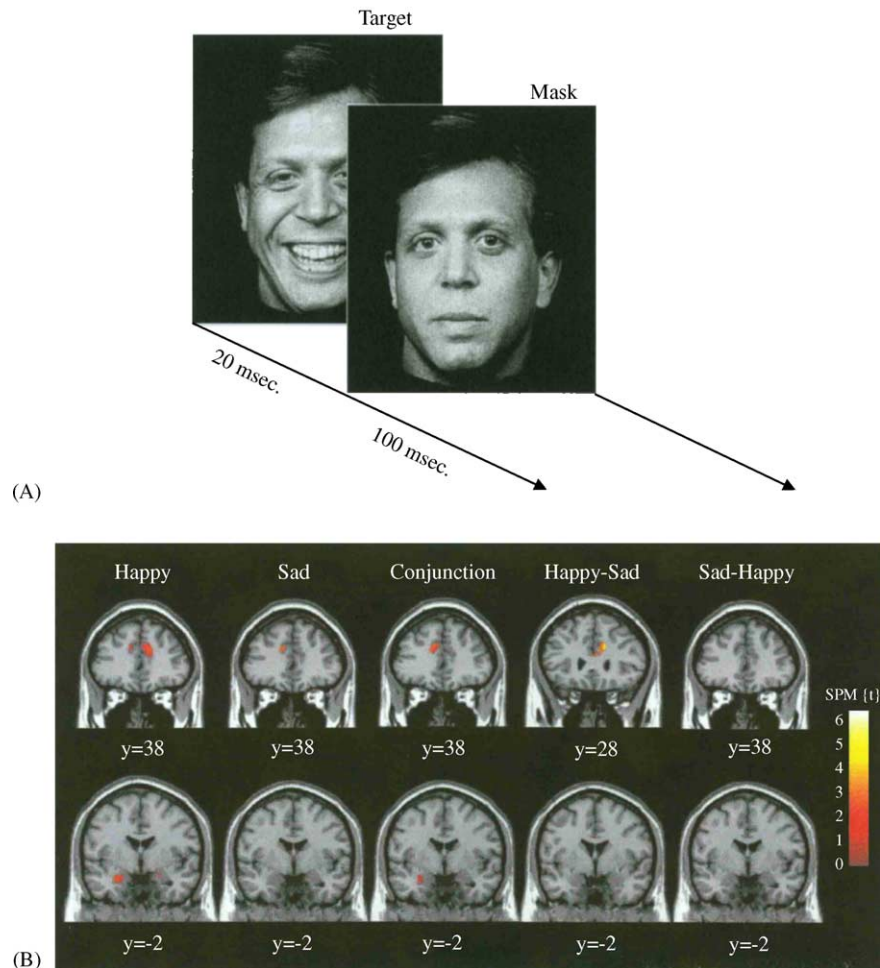 Target
Mask
20 msec.
100 msec.
(A)
Happy Sad Conjunction Happy-Sad Sad-Happy
SPM {t}
6
5
4
3
2
1
0
y=38 y=38 y=38 y=28 y=38
y=-2 y=-2 y=-2 y=-2 y=-2
(B)